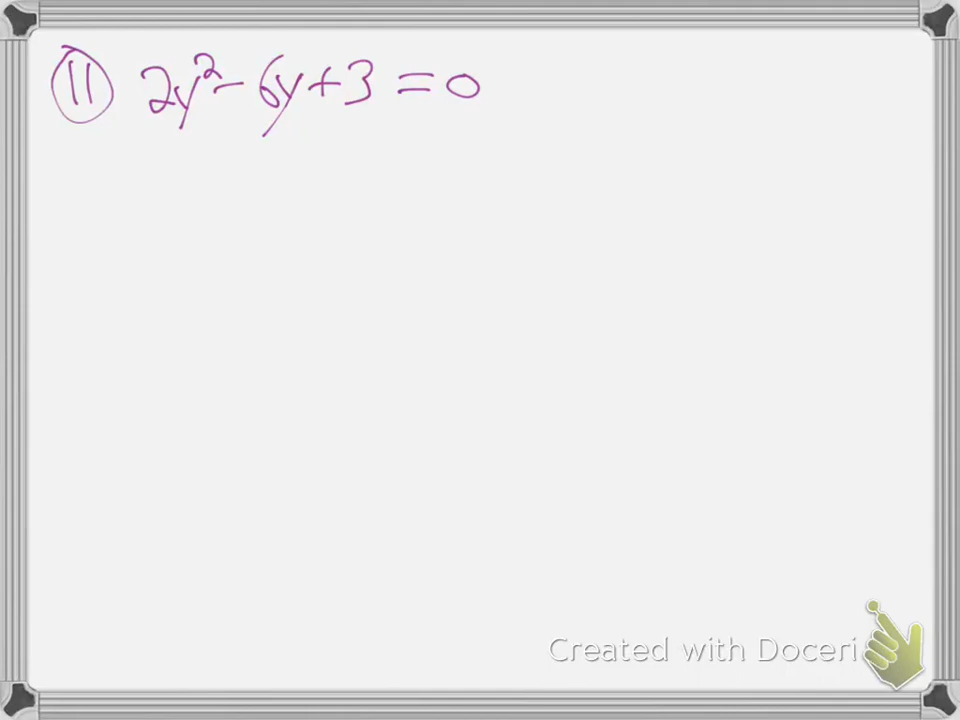 ⑪ 2y² - 6y + 3 = 0
Created with Doceri